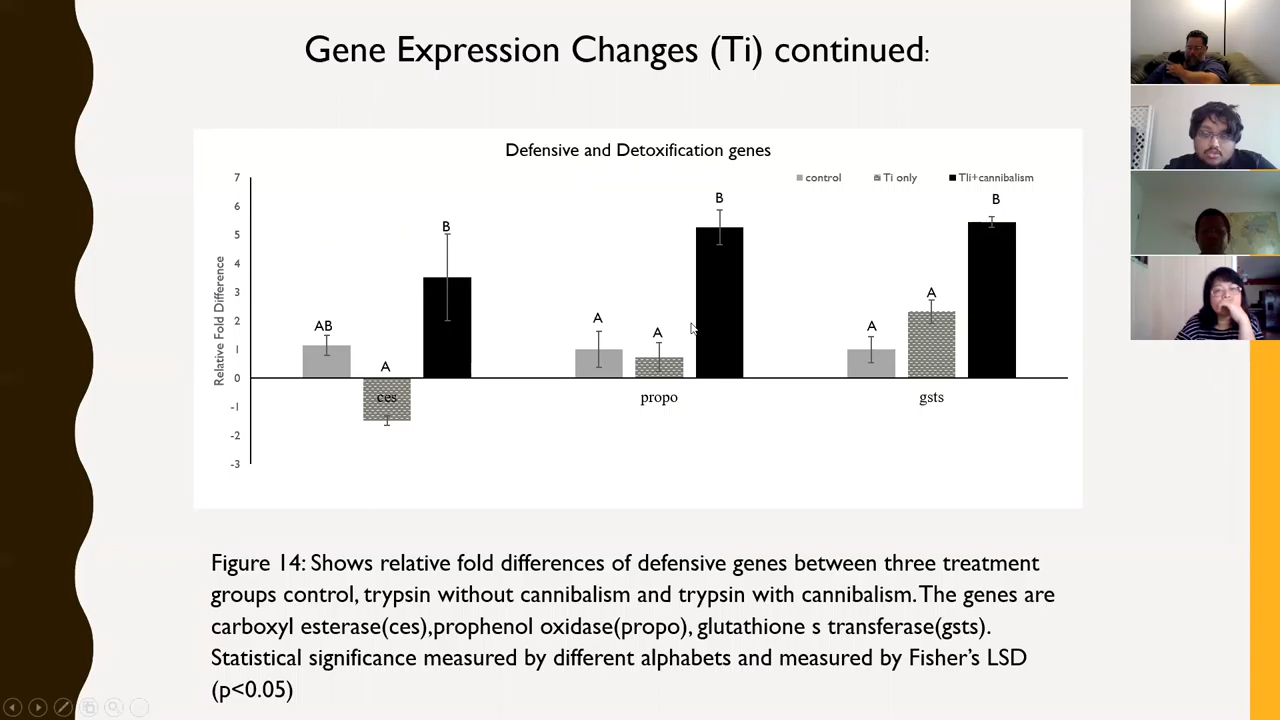 Gene Expression Changes (Ti) continued:
Defensive and Detoxification genes
control Ti only TIi+cannibalism
Relative Fold Difference
7
6
5
4
3
2
1
0
-1
-2
-3
AB A B
A A B
A A B
ces propo gsts
Figure 14: Shows relative fold differences of defensive genes between three treatment
groups control, trypsin without cannibalism and trypsin with cannibalism. The genes are
carboxyl esterase(ces),prophenol oxidase(propo), glutathione s transferase(gsts).
Statistical significance measured by different alphabets and measured by Fisher's LSD
(p<0.05)